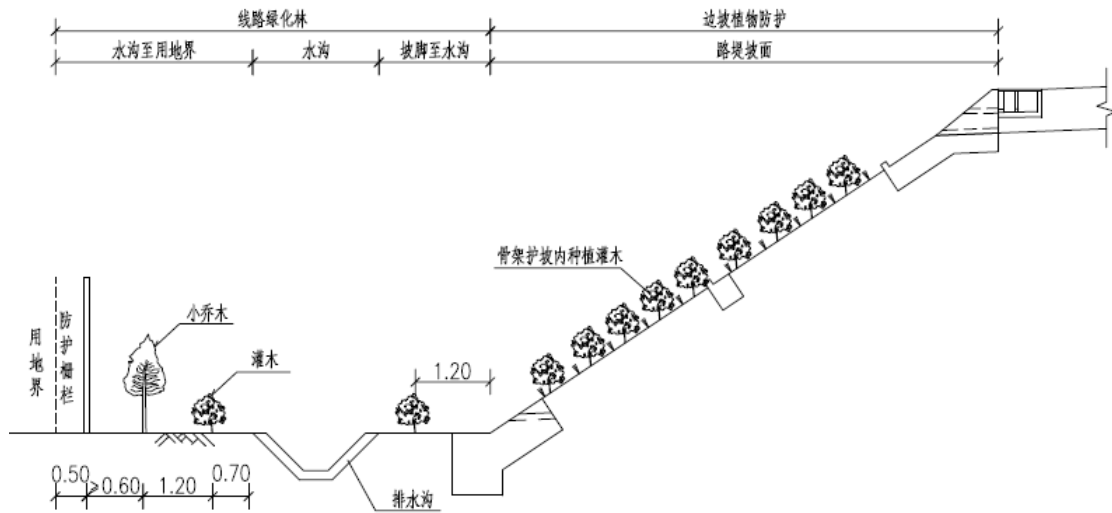 线路绿化林
边坡植物防护
水沟至用地界
水沟
坡脚至水沟
路堤坡面
骨架护坡内种植灌木
小乔木
灌木
用地界
防护栅栏
1.20
0.50
≥0.60
1.20
0.70
排水沟